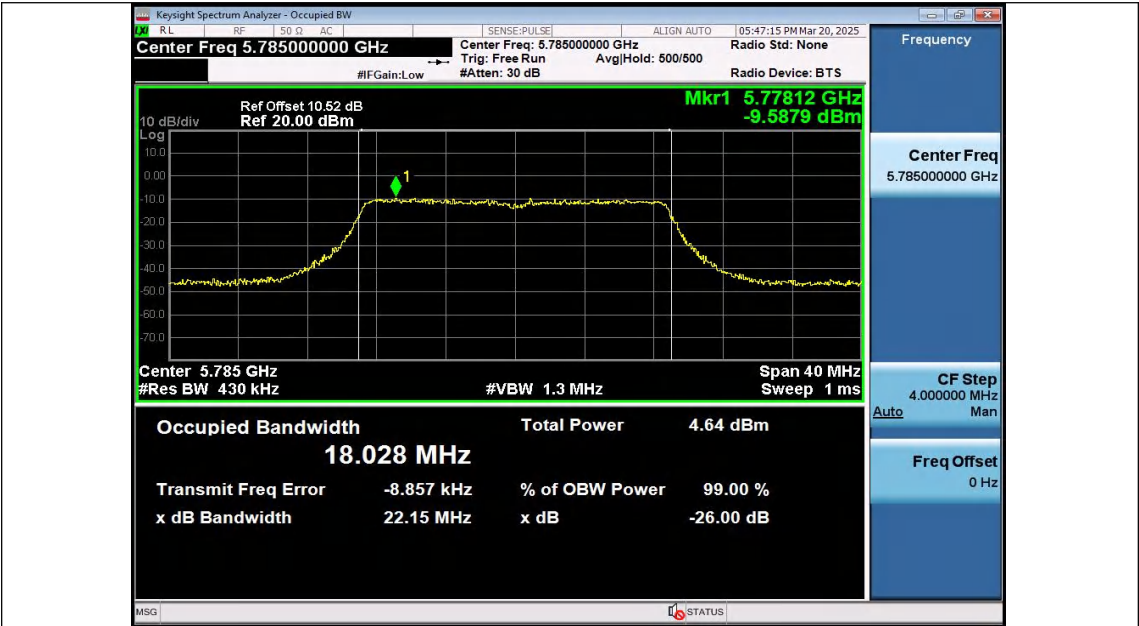 Keysight Spectrum Analyzer - Occupied BW
LXI RL RF 50 Ω AC SENSE:PULSE ALIGN AUTO 05:47:15 PM Mar 20, 2025
Center Freq 5.785000000 GHz Center Freq: 5.785000000 GHz Radio Std: None
Trig: Free Run Avg|Hold: 500/500
#IFGain:Low #Atten: 30 dB Radio Device: BTS
Mkr1 5.77812 GHz
-9.5879 dBm
Ref Offset 10.52 dB
10 dB/div Ref 20.00 dBm
Log
10.0
0.00
1
-10.0
-20.0
-30.0
-40.0
-50.0
-60.0
-70.0
Center 5.785 GHz Span 40 MHz
#Res BW 430 kHz #VBW 1.3 MHz Sweep 1 ms
Occupied Bandwidth Total Power 4.64 dBm
18.028 MHz
Transmit Freq Error -8.857 kHz % of OBW Power 99.00 %
x dB Bandwidth 22.15 MHz x dB -26.00 dB
MSG STATUS
Frequency
Center Freq
5.785000000 GHz
CF Step
4.000000 MHz
Auto Man
Freq Offset
0 Hz